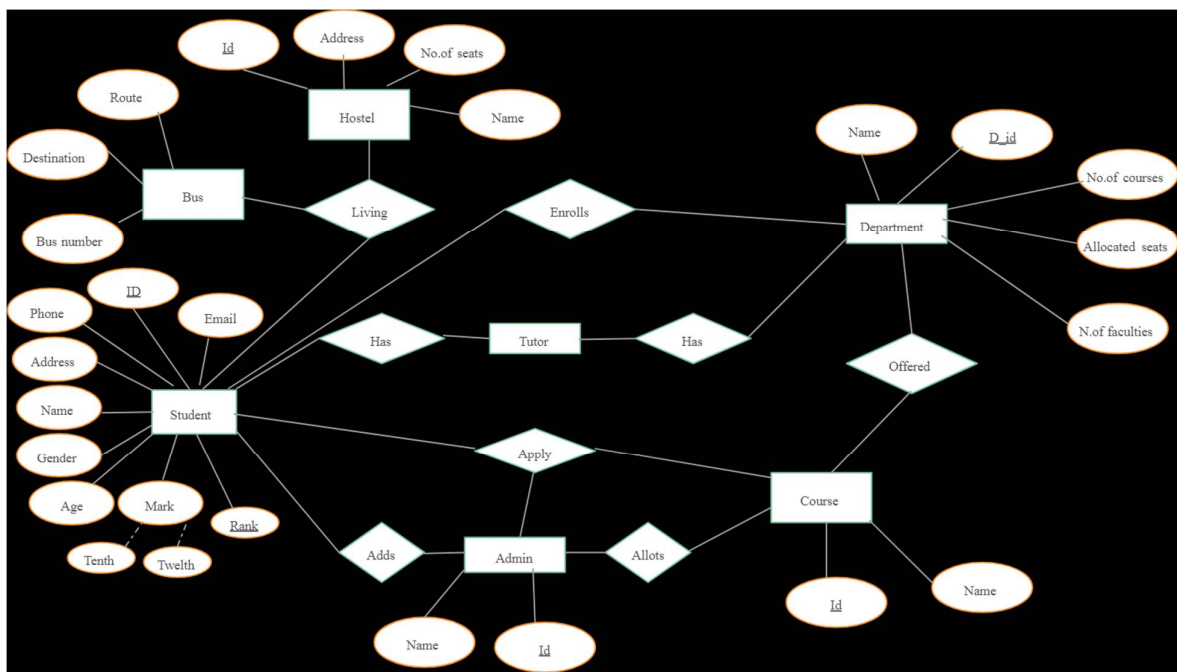 Id
Address
No.of seats
Route
Hostel
Name
Name
D_id
Destination
Bus
Living
Enrolls
No.of courses
Department
Bus number
Allocated seats
ID
Phone
Email
N.of faculties
Has
Tutor
Has
Address
Offered
Name
Student
Gender
Apply
Age
Mark
Rank
Course
Tenth
Twelth
Adds
Admin
Allots
Name
Id
Id
Name